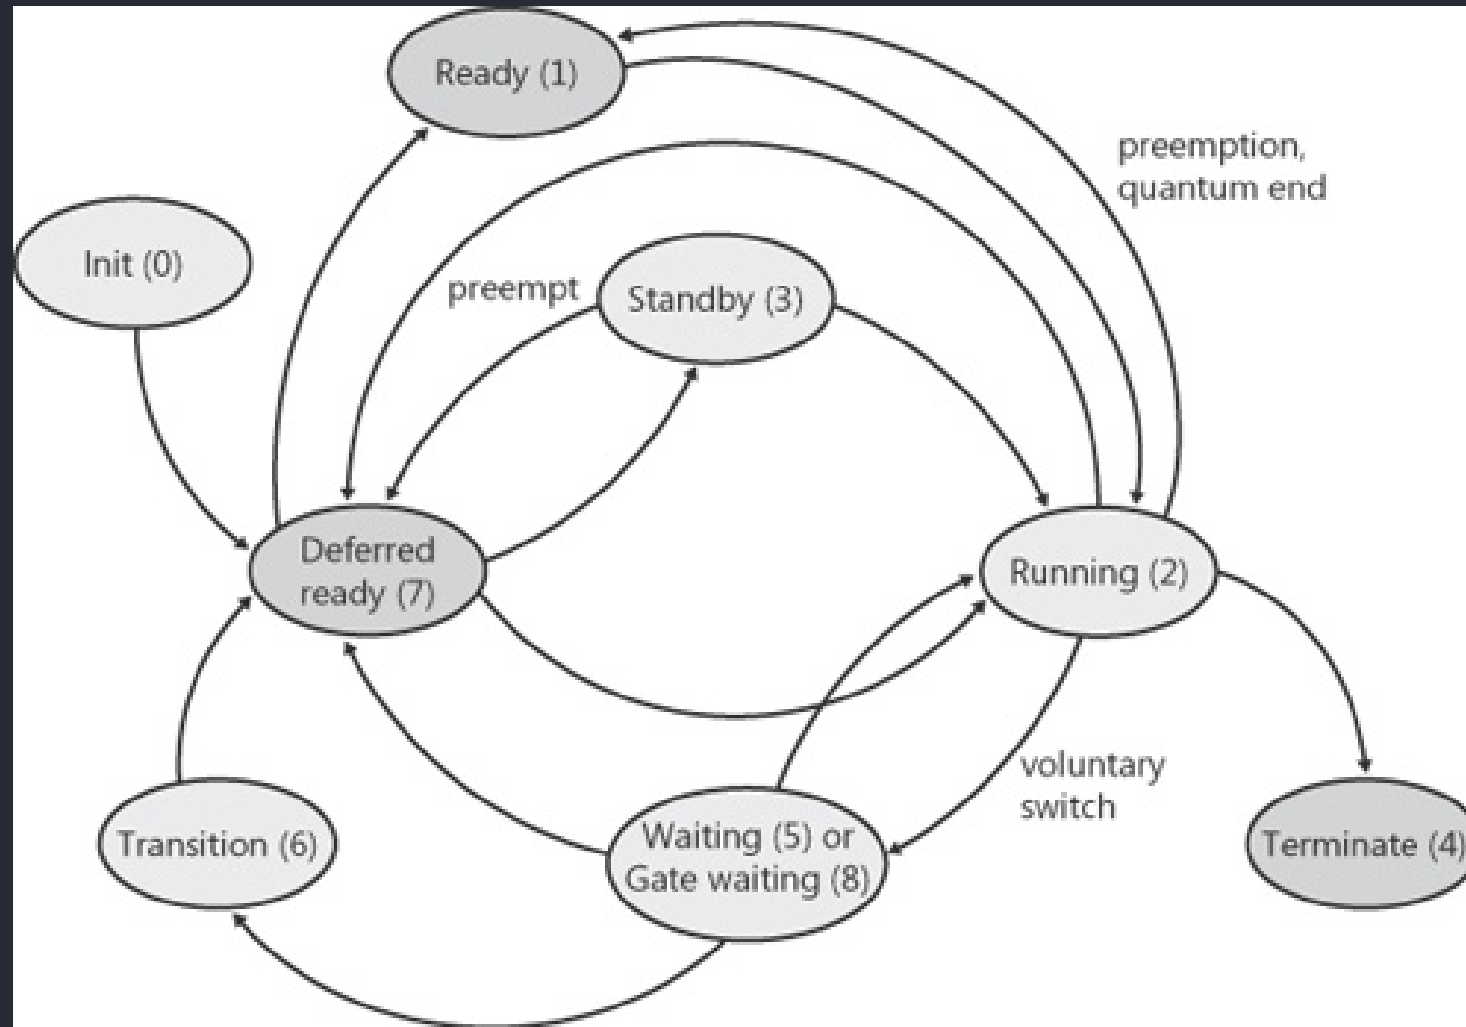 Ready (1)
preemption,
quantum end
Init (0)
preempt
Standby (3)
Deferred
ready (7)
Running (2)
voluntary
switch
Transition (6)
Waiting (5) or
Gate waiting (8)
Terminate (4)